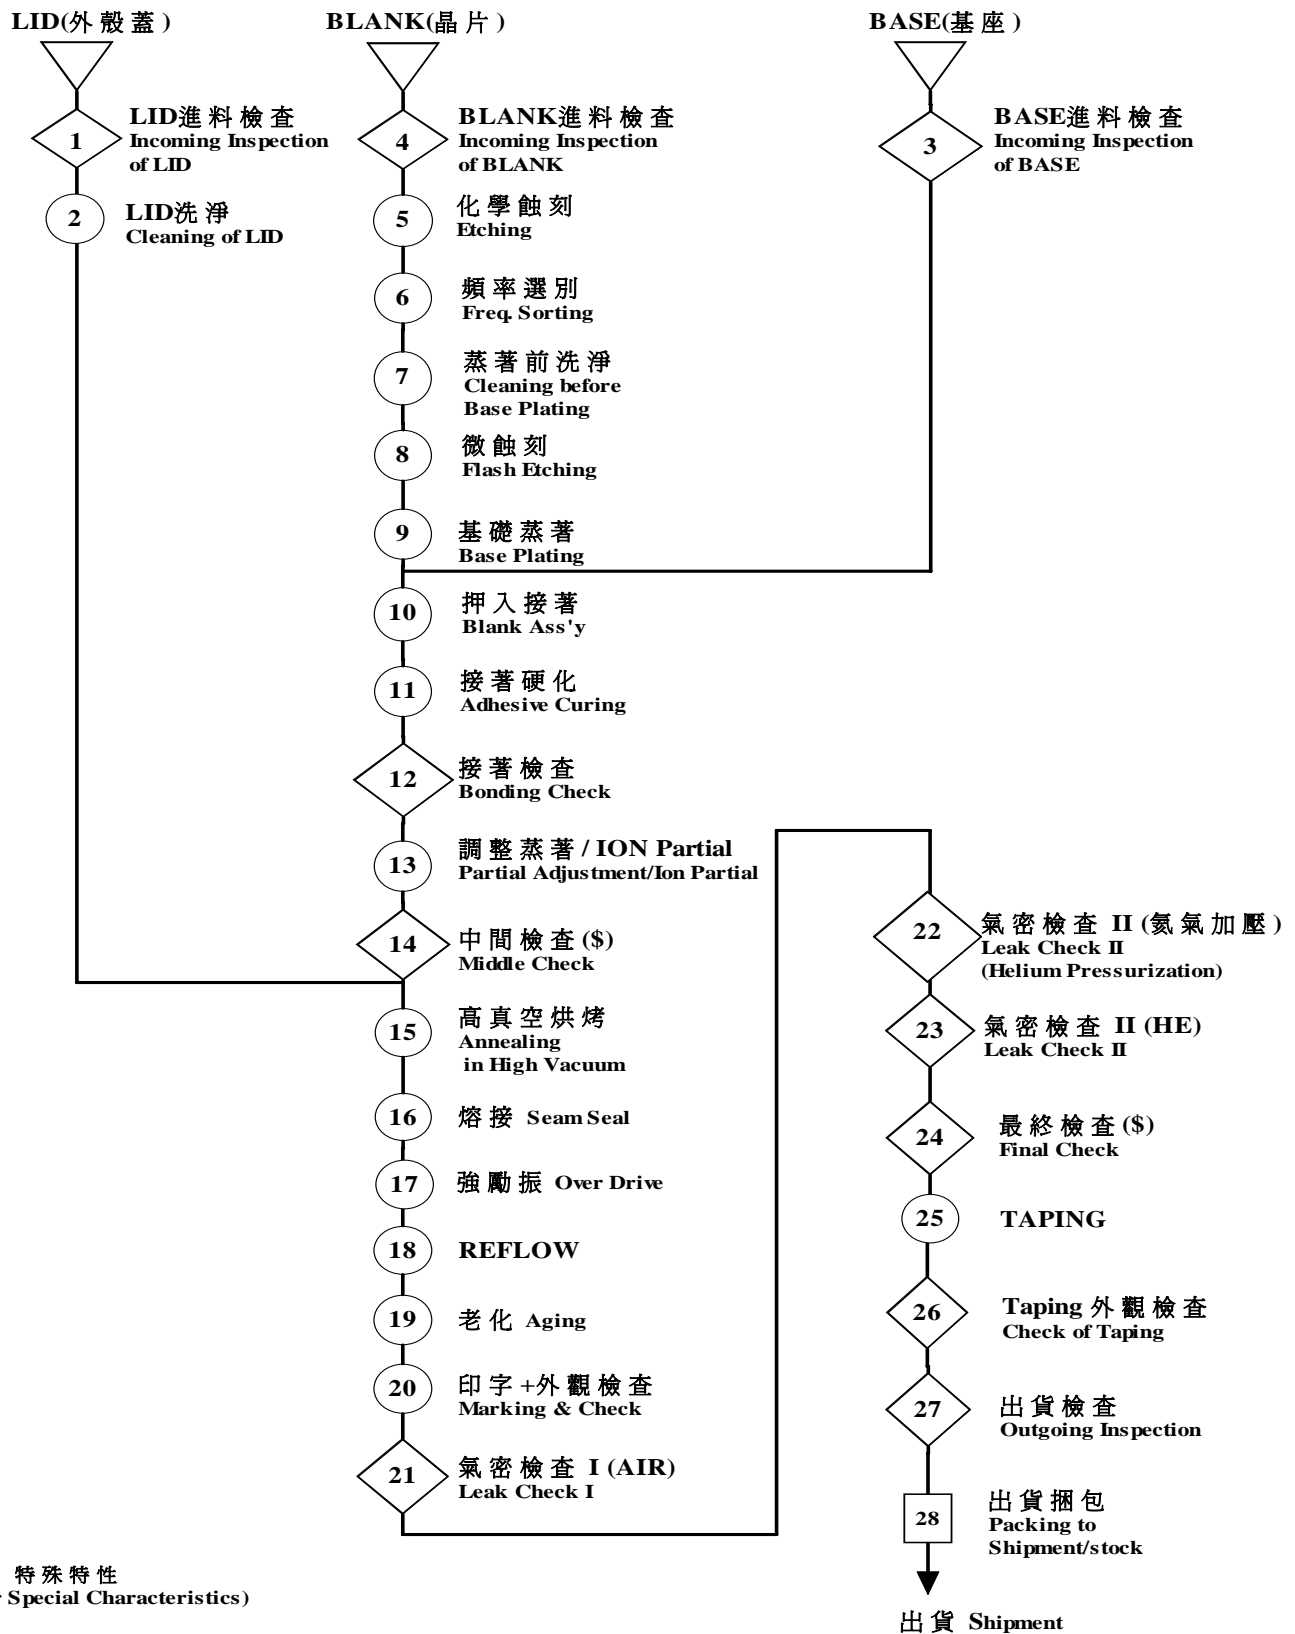 LID(外殼蓋)
1
LID進料檢查
Incoming Inspection
of LID
2
LID洗淨
Cleaning of LID
BLANK(晶片)
4
BLANK進料檢查
Incoming Inspection
of BLANK
5
化學蝕刻
Etching
6
頻率選別
Freq. Sorting
7
蒸著前洗淨
Cleaning before
Base Plating
8
微蝕刻
Flash Etching
9
基礎蒸著
Base Plating
BASE(基座)
3
BASE進料檢查
Incoming Inspection
of BASE
10
押入接著
Blank Ass'y
11
接著硬化
Adhesive Curing
12
接著檢查
Bonding Check
13
調整蒸著 / ION Partial
Partial Adjustment/Ion Partial
14
中間檢查($)
Middle Check
15
高真空烘烤
Annealing
in High Vacuum
16
熔接 Seam Seal
17
強勵振 Over Drive
18
REFLOW
19
老化 Aging
20
印字+外觀檢查
Marking & Check
21
氣密檢查 I (AIR)
Leak Check I
22
氣密檢查 II (氦氣加壓)
Leak Check II
(Helium Pressurization)
23
氣密檢查 II (HE)
Leak Check II
24
最終檢查($)
Final Check
25
TAPING
26
Taping 外觀檢查
Check of Taping
27
出貨檢查
Outgoing Inspection
28
出貨捆包
Packing to
Shipment/stock
出貨 Shipment
特殊特性
Special Characteristics)